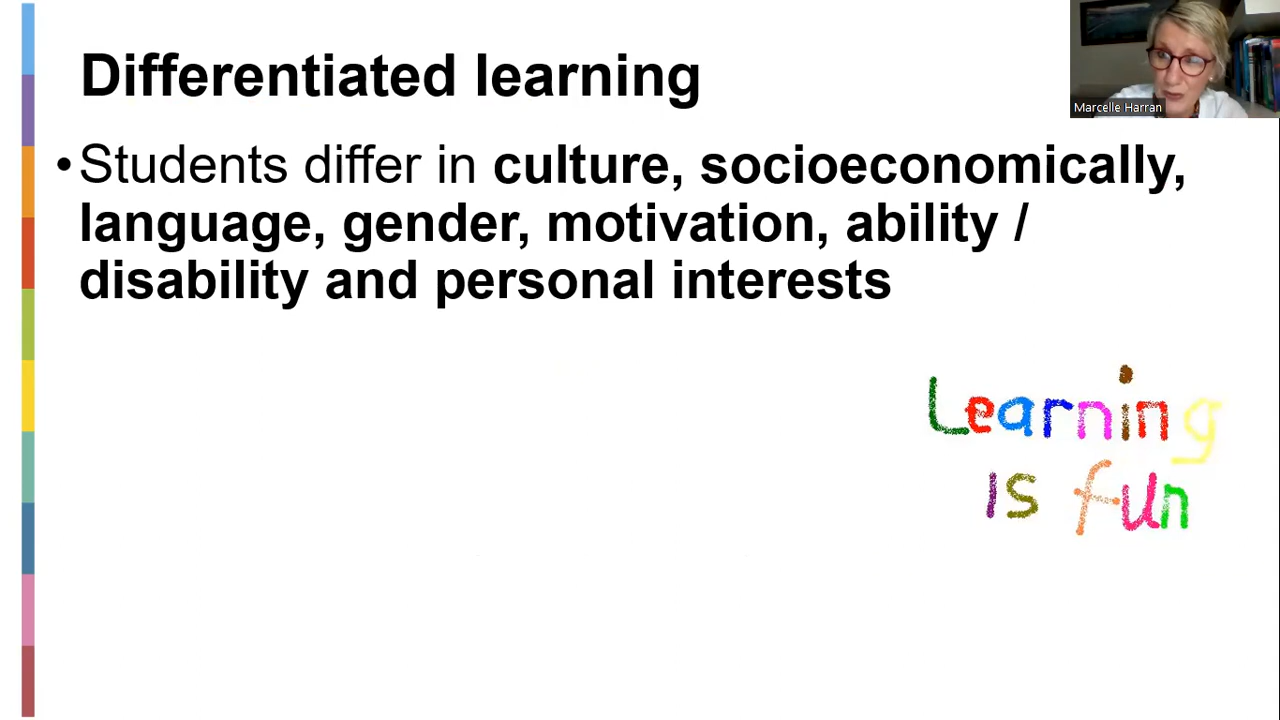 Differentiated learning
Marcelle Harran
•Students differ in culture, socioeconomically,
language, gender, motivation, ability /
disability and personal interests
Learning
is fun